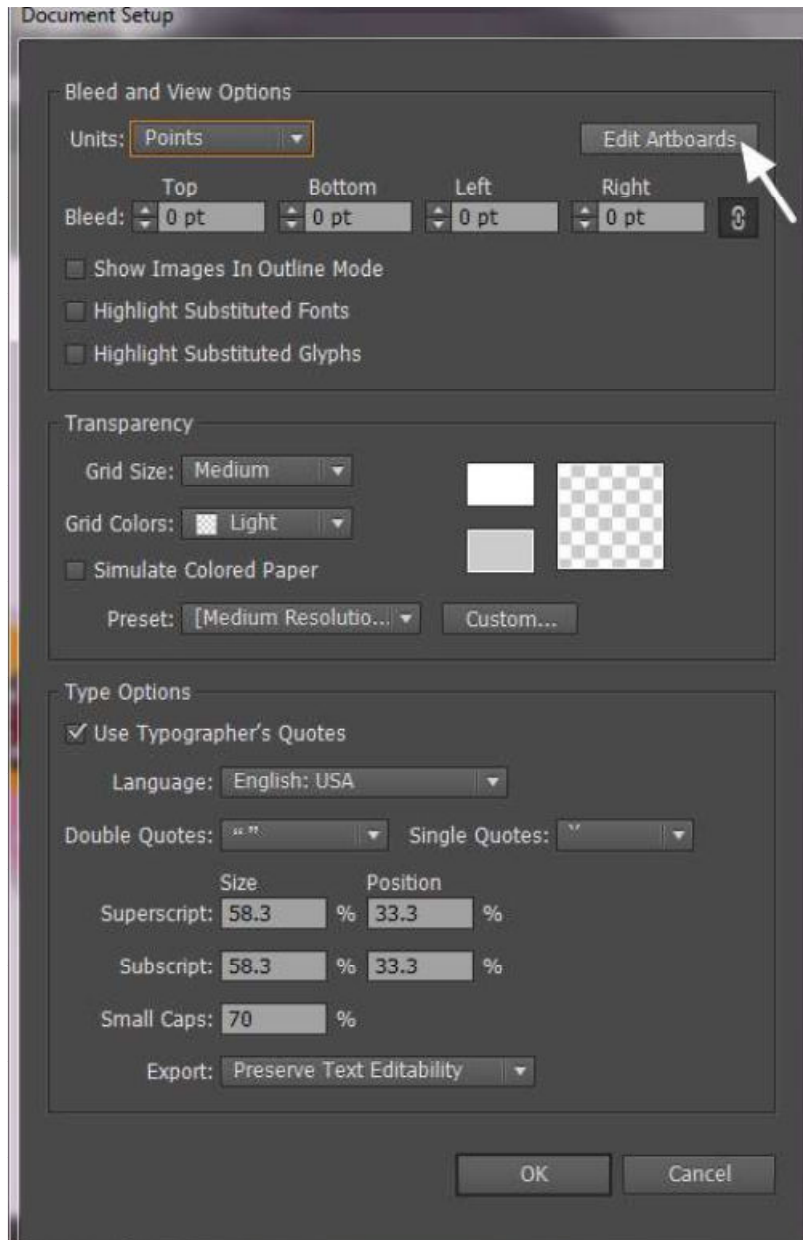 Document Setup
Bleed and View Options
Units: Points Edit Artboards
Top Bottom Left Right
Bleed: 0 pt 0 pt 0 pt 0 pt
Show Images In Outline Mode
Highlight Substituted Fonts
Highlight Substituted Glyphs
Transparency
Grid Size: Medium
Grid Colors: Light
Simulate Colored Paper
Preset: [Medium Resolutio... Custom...
Type Options
Use Typographer's Quotes
Language: English: USA
Double Quotes: “ ” Single Quotes: ‘’
Size Position
Superscript: 58.3 % 33.3 %
Subscript: 58.3 % 33.3 %
Small Caps: 70 %
Export: Preserve Text Editability
OK Cancel